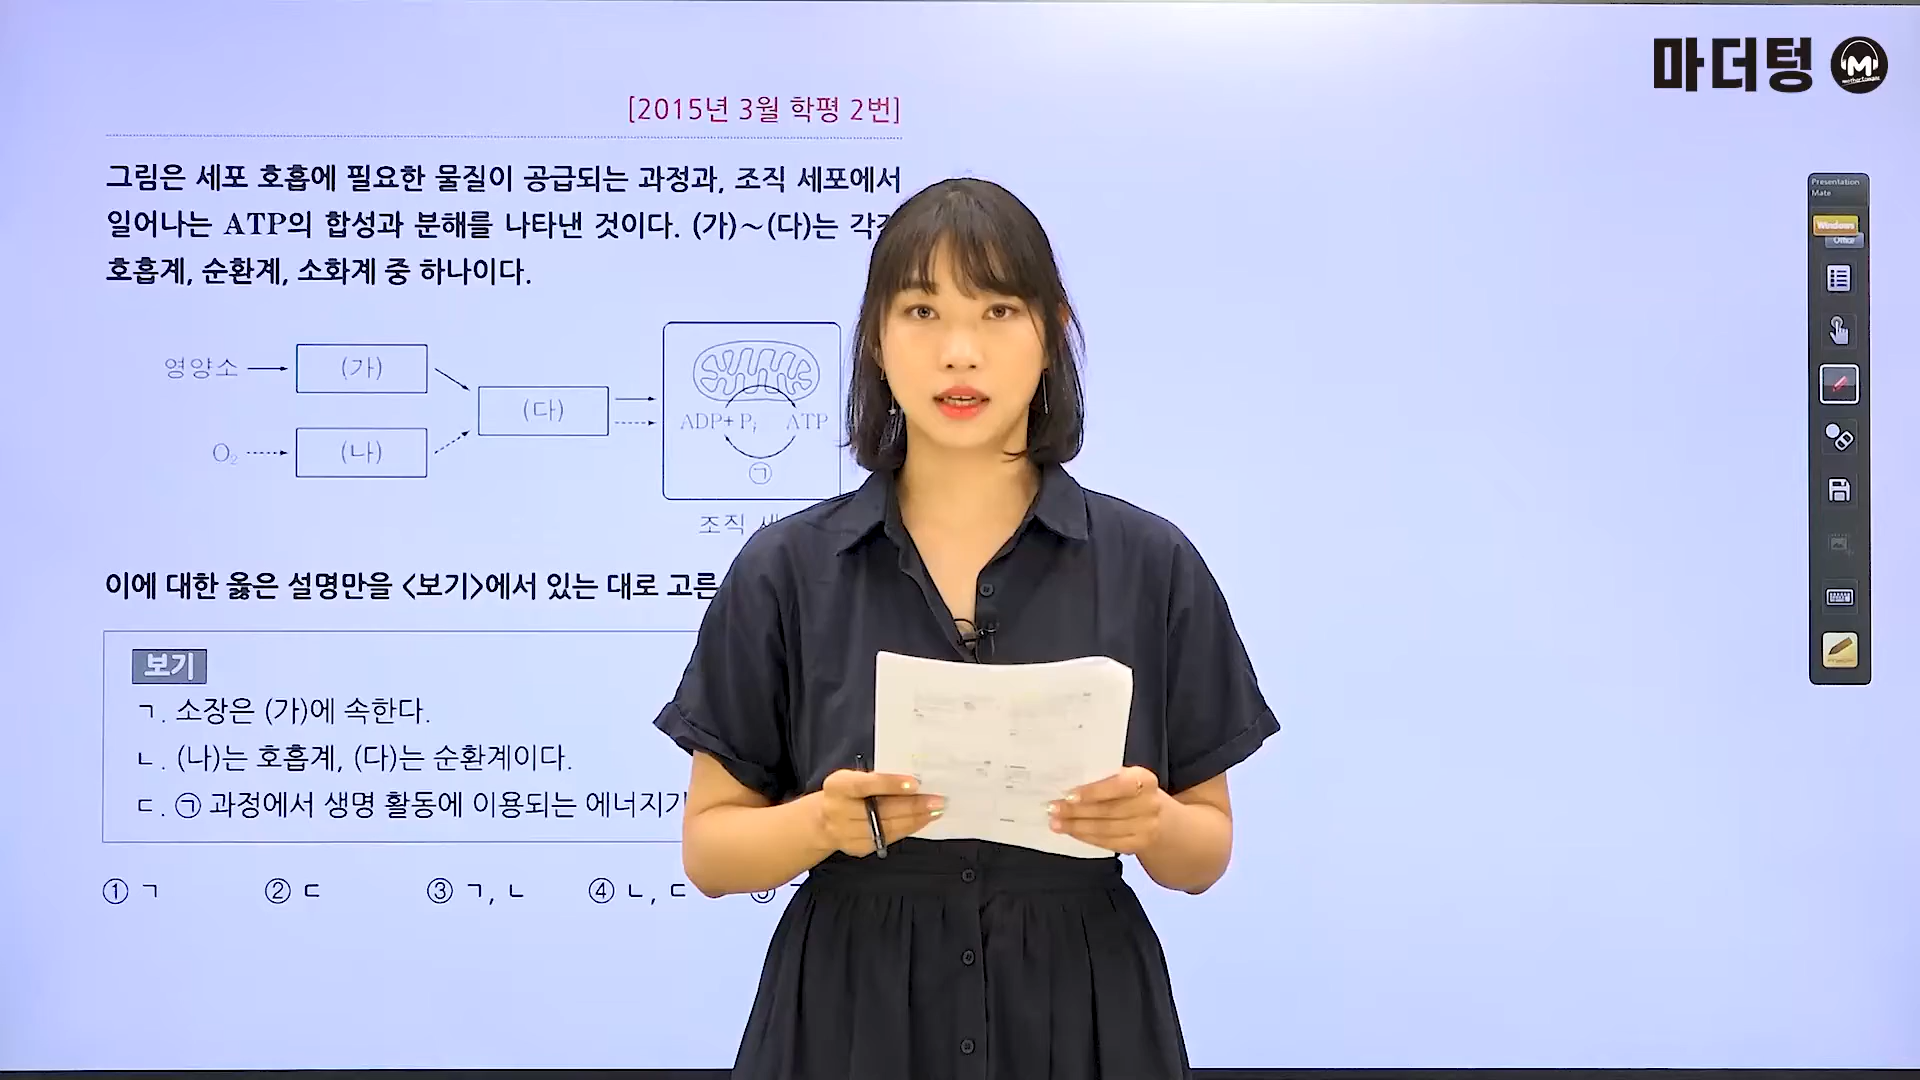 마더텅
[2015년 3월 학평 2번]
그림은 세포 호흡에 필요한 물질이 공급되는 과정과, 조직 세포에서
일어나는 ATP의 합성과 분해를 나타낸 것이다. (가)~(다)는
호흡계, 순환계, 소화계 중 하나이다.
영양소
(가)
(다)
O₂
(나)
ADP+Pᵢ
ATP
㉠
조직
이에 대한 옳은 설명만을 <보기>에서 있는 대로 고른
보기
ㄱ. 소장은 (가)에 속한다.
ㄴ. (나)는 호흡계, (다)는 순환계이다.
ㄷ. ㉠ 과정에서 생명 활동에 이용되는 에너지가
① ㄱ
② ㄷ
③ ㄱ, ㄴ
④ ㄴ, ㄷ
⑤
Presentation
Mate
Windows
Office